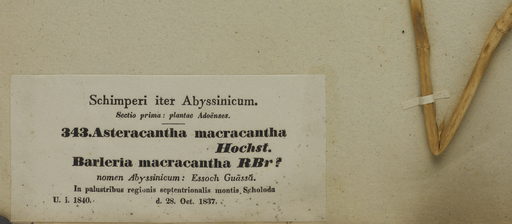 Schimperi iter Abyssinicum.
Sectio prima: plantae Adoënses.
343. Asteracantha macracantha
Hochst.
Barleria macracantha RBr?
nomen Abyssinicum: Essoch Guâssâ.
In palustribus regionis septentrionalis montis Scholoda
U. i. 1840. d. 28. Oct. 1837.